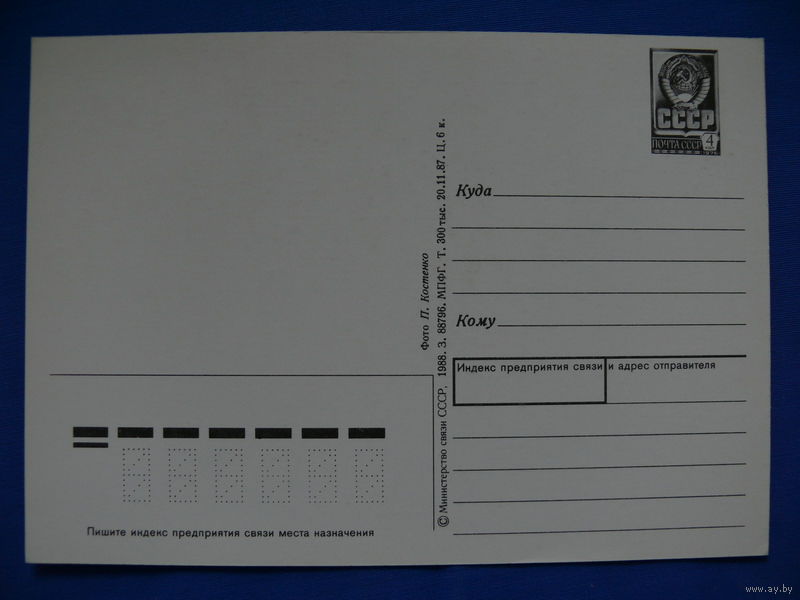 СССР
ПОЧТА СССР 4
Куда
Кому
Индекс предприятия связи и адрес отправителя
Фото П. Костенко
© Министерство связи СССР, 1988. З. 88796. МПФГ. Т. 300 тыс. 20.11.87. Ц. 6 к.
Пишите индекс предприятия связи места назначения
www.ay.by